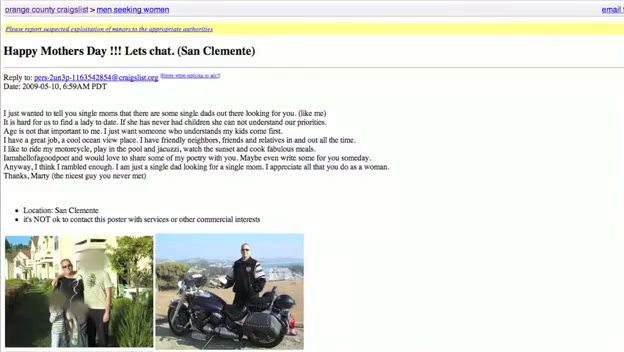 orange county craigslist > men seeking women
email
Please report suspected exploitation of minors to the appropriate authorities
Happy Mothers Day !!! Lets chat. (San Clemente)
Reply to: pers-2un3p-1163542854@craigslist.org [Errors when replying to ads?]
Date: 2009-05-10, 6:59AM PDT
I just wanted to tell you single moms that there are some single dads out there looking for you. (like me)
It is hard for us to find a lady to date. If she has never had children she can not understand our priorities.
Age is not that important to me. I just want someone who understands my kids come first.
I have a great job, a cool ocean view place. I have friendly neighbors, friends and relatives in and out all the time.
I like to ride my motorcycle, play in the pool and jacuzzi, watch the sunset and cook fabulous meals.
Iamahellofagoodpoet and would love to share some of my poetry with you. Maybe even write some for you someday.
Anyway, I think I rambled enough. I am just a single dad looking for a single mom. I appreciate all that you do as a woman.
Thanks, Marty (the nicest guy you never met)
• Location: San Clemente
• it's NOT ok to contact this poster with services or other commercial interests